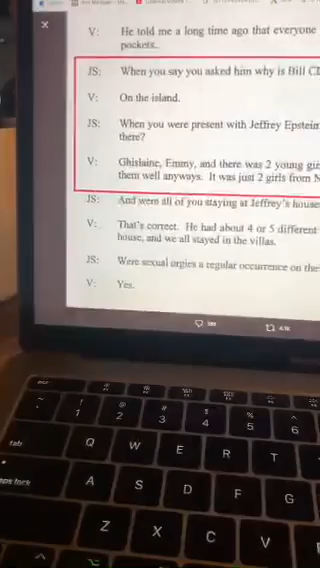 V: He told me a long time ago that everyone
pockets.
JS: When you say you asked him why is Bill
V: On the island.
JS: When you were present with Jeffrey Epstein
there?
V: Ghislaine, Emmy, and there was 2 young
them well anyways. It was just 2 girls from
JS: And were all of you staying at Jeffrey's house
V: That's correct. He had about 4 or 5 different
house, and we all stayed in the villas.
JS: Were sexual orgies a regular occurrence on the
V: Yes.
esc
~ ! @ # $ % ^
1 2 3 4 5 6
tab Q W E R T
caps lock A S D F G
Z X C V